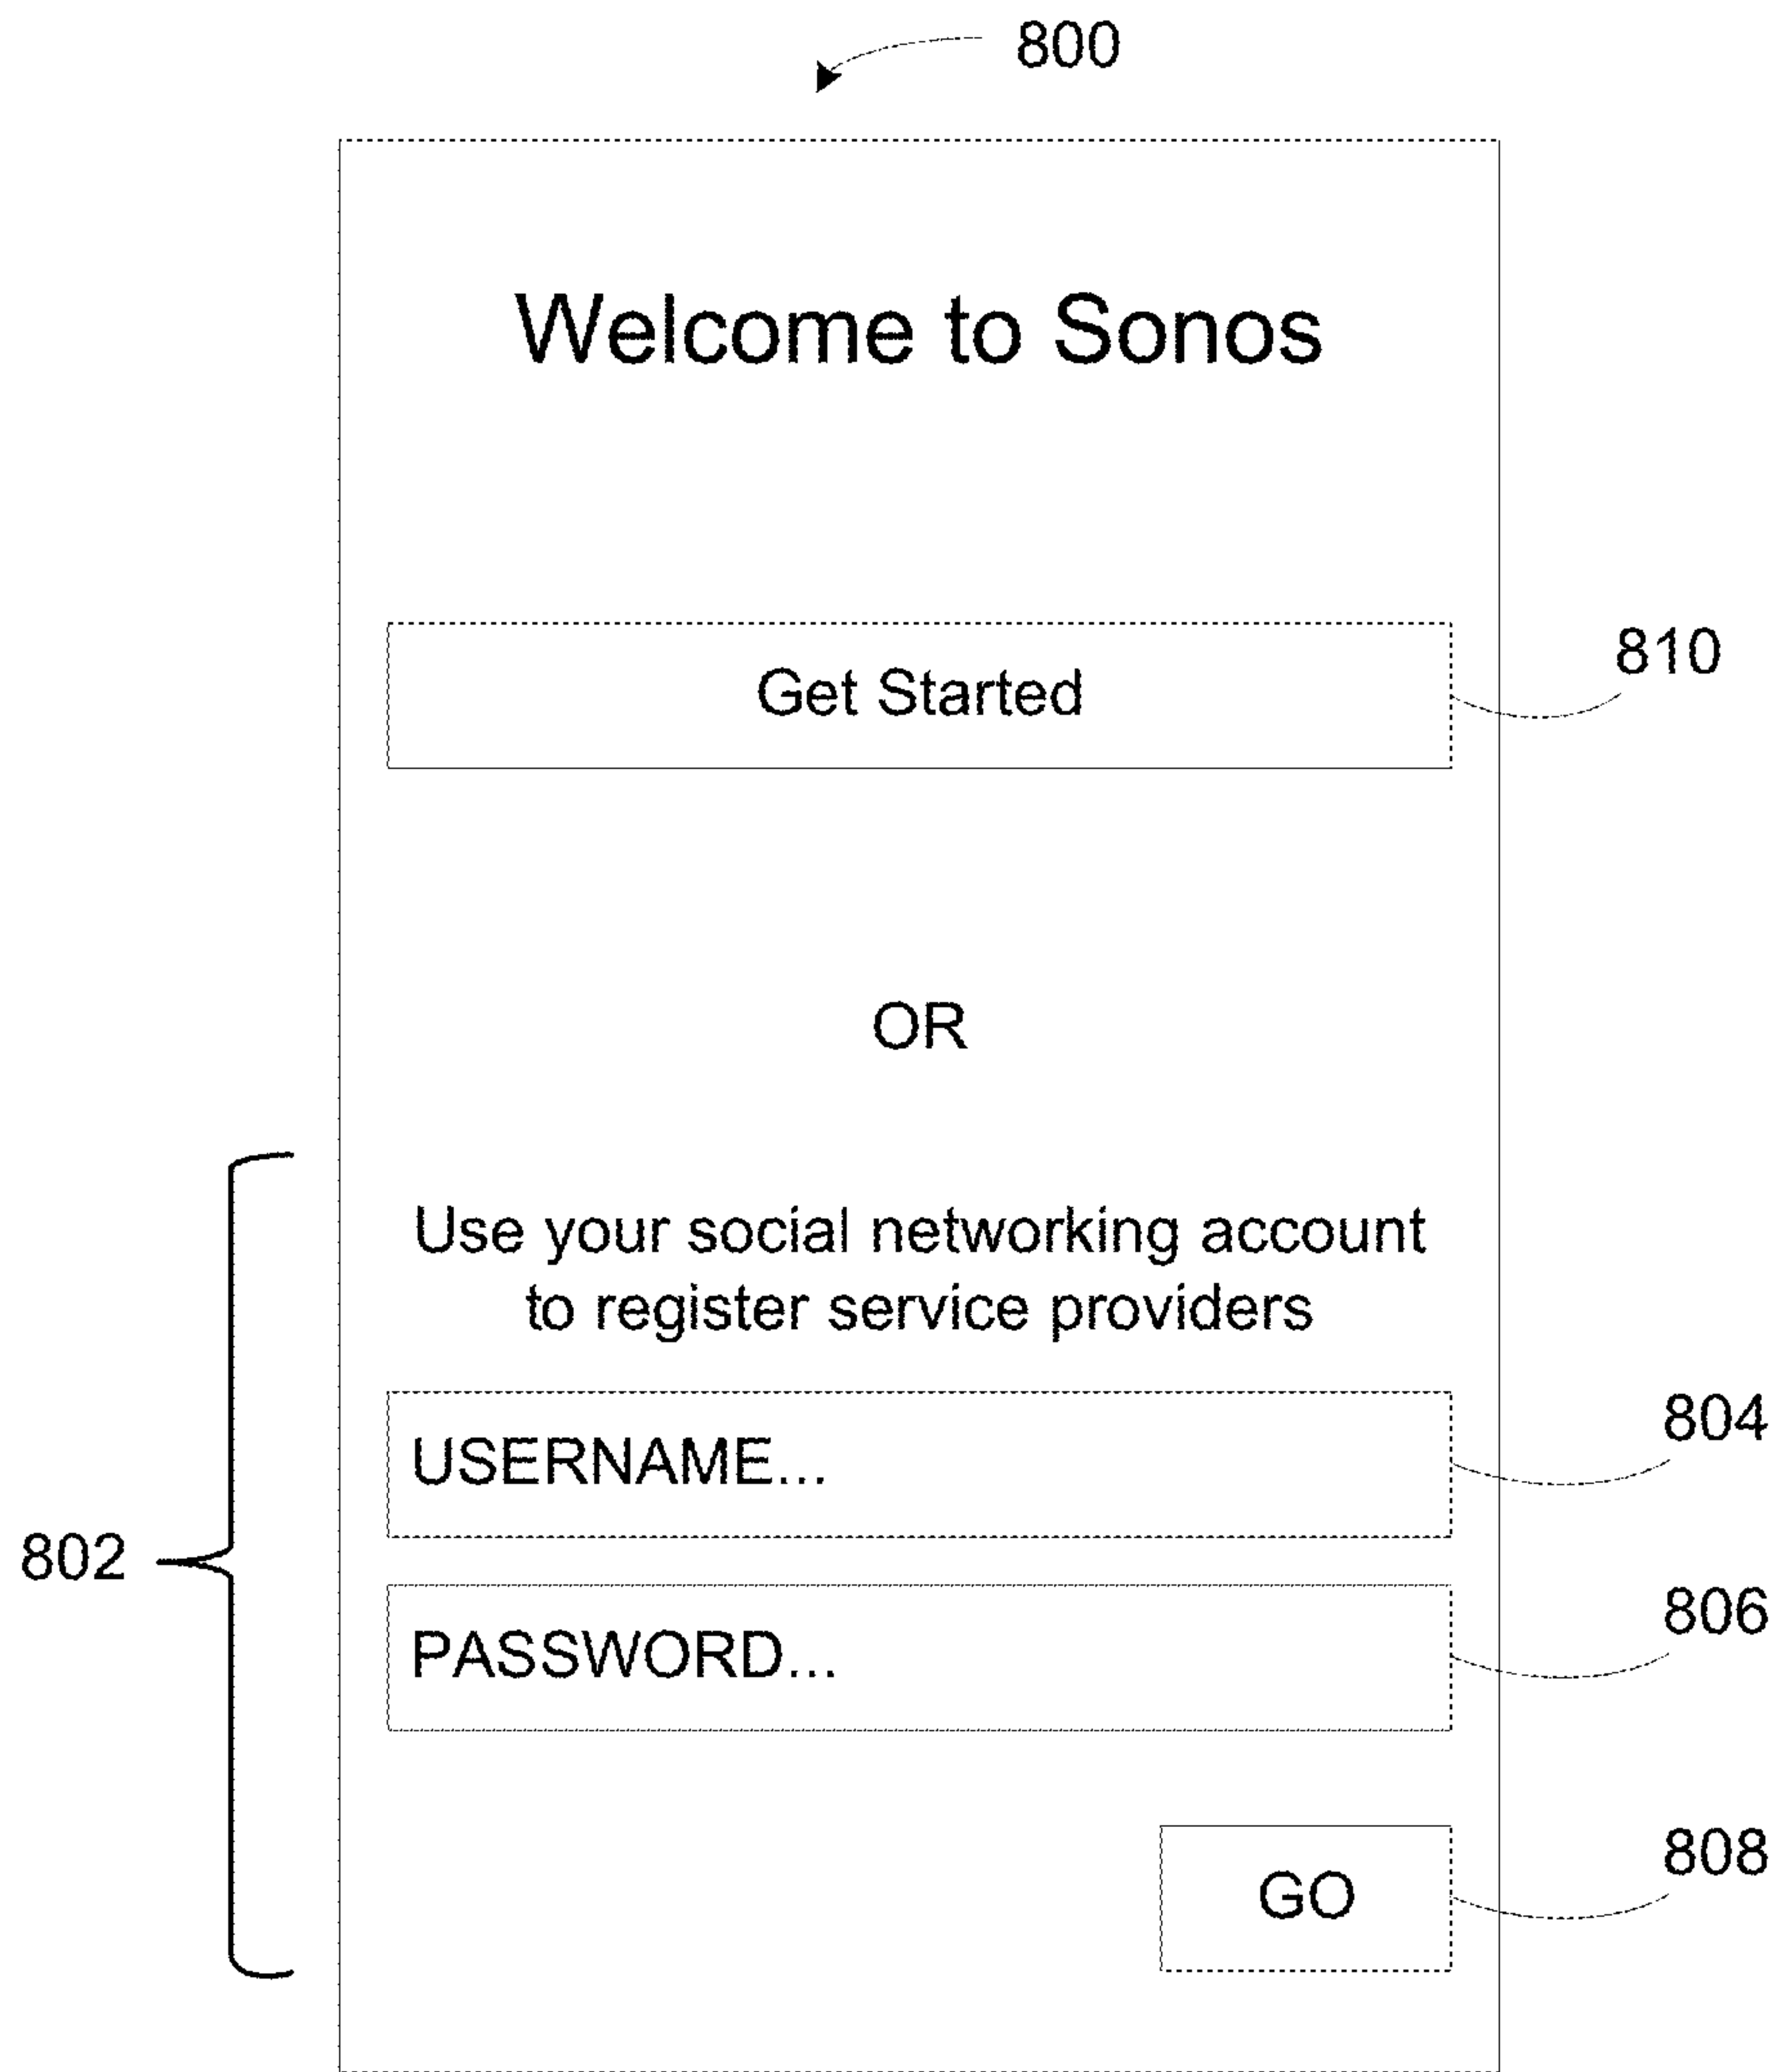 800
Welcome to Sonos
Get Started
810
OR
Use your social networking account
to register service providers
USERNAME...
804
802
PASSWORD...
806
GO
808